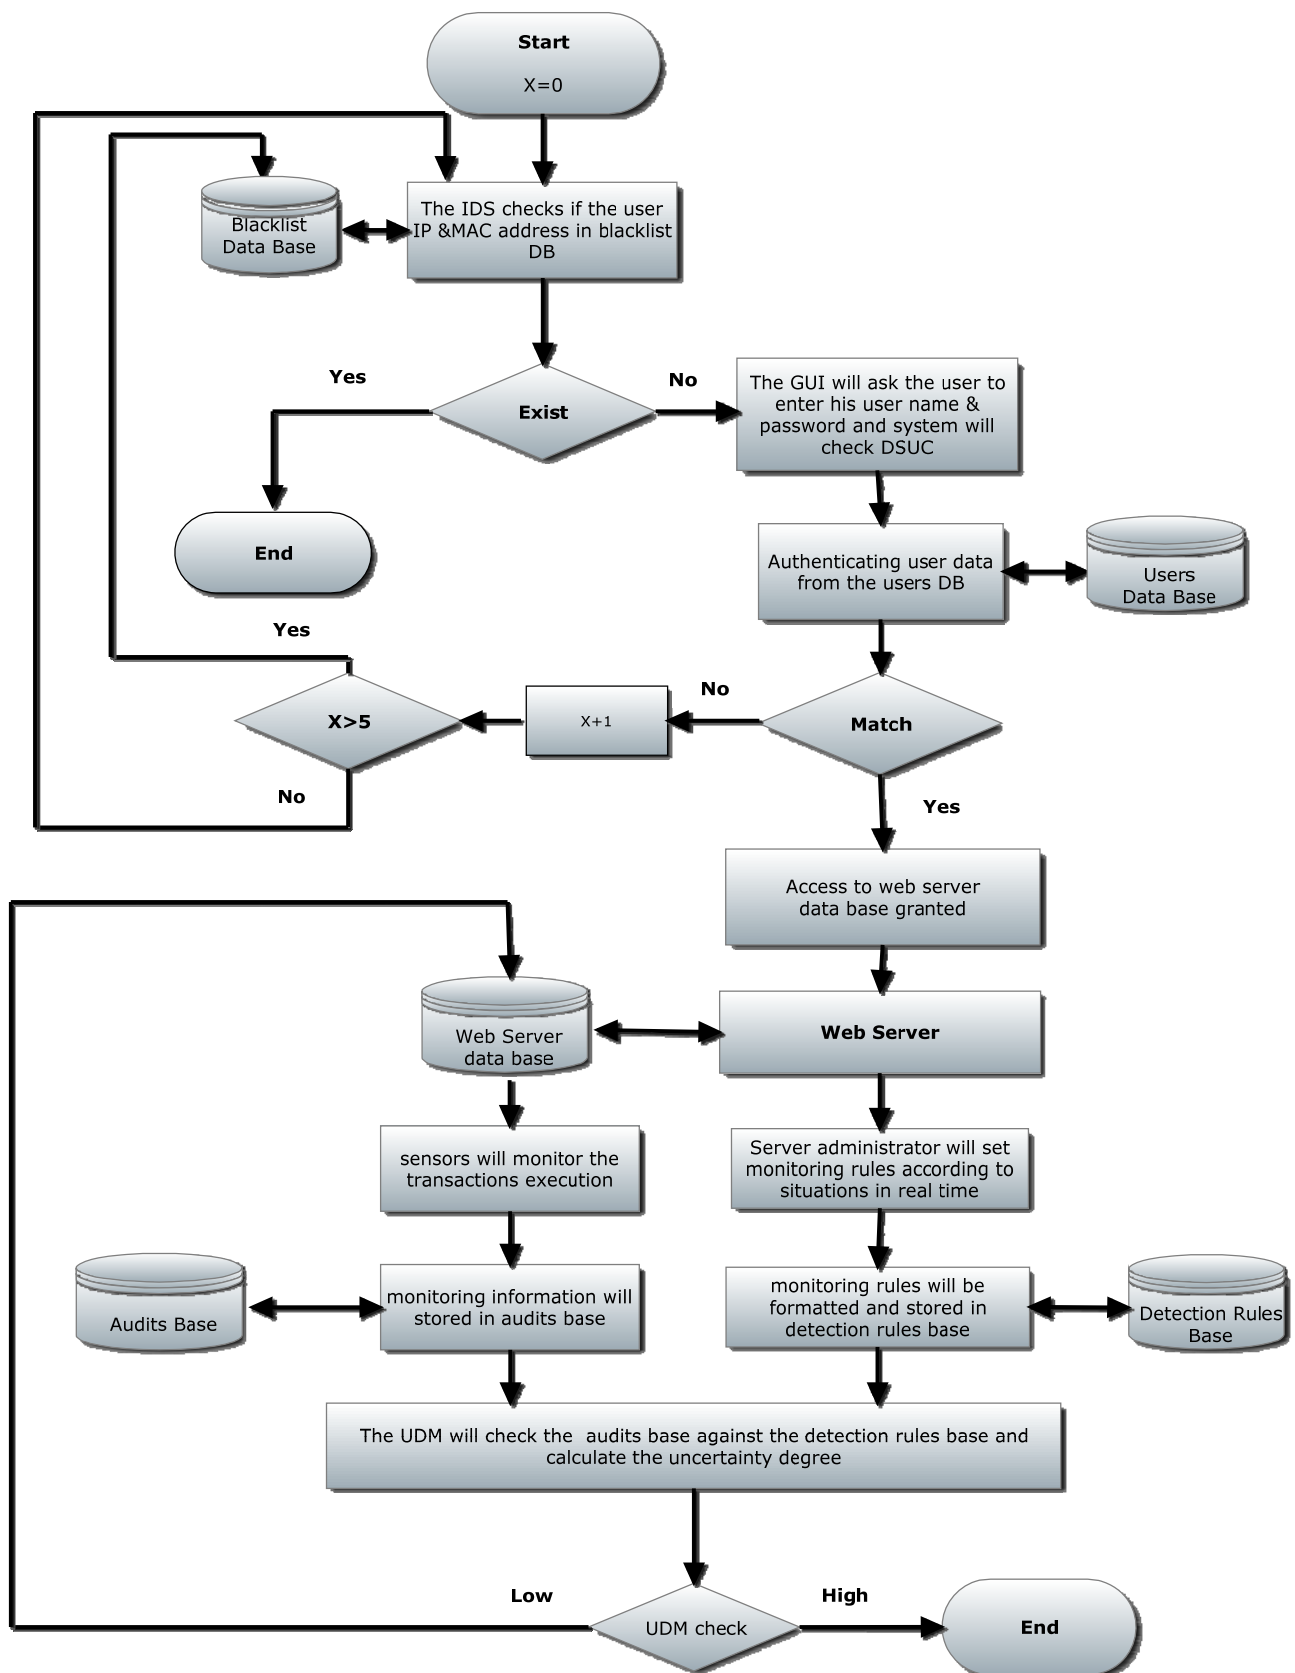 Start
X=0
The IDS checks if the user
IP &MAC address in blacklist
DB
Blacklist
Data Base
Yes
No
Exist
The GUI will ask the user to
enter his user name &
password and system will
check DSUC
End
Authenticating user data
from the users DB
Users
Data Base
Yes
No
X>5
X+1
Match
No
Yes
Access to web server
data base granted
Web Server
data base
Web Server
sensors will monitor the
transactions execution
Server administrator will set
monitoring rules according to
situations in real time
Audits Base
monitoring information will
stored in audits base
monitoring rules will be
formatted and stored in
detection rules base
Detection Rules
Base
The UDM will check the  audits base against the detection rules base and
calculate the uncertainty degree
Low
High
UDM check
End